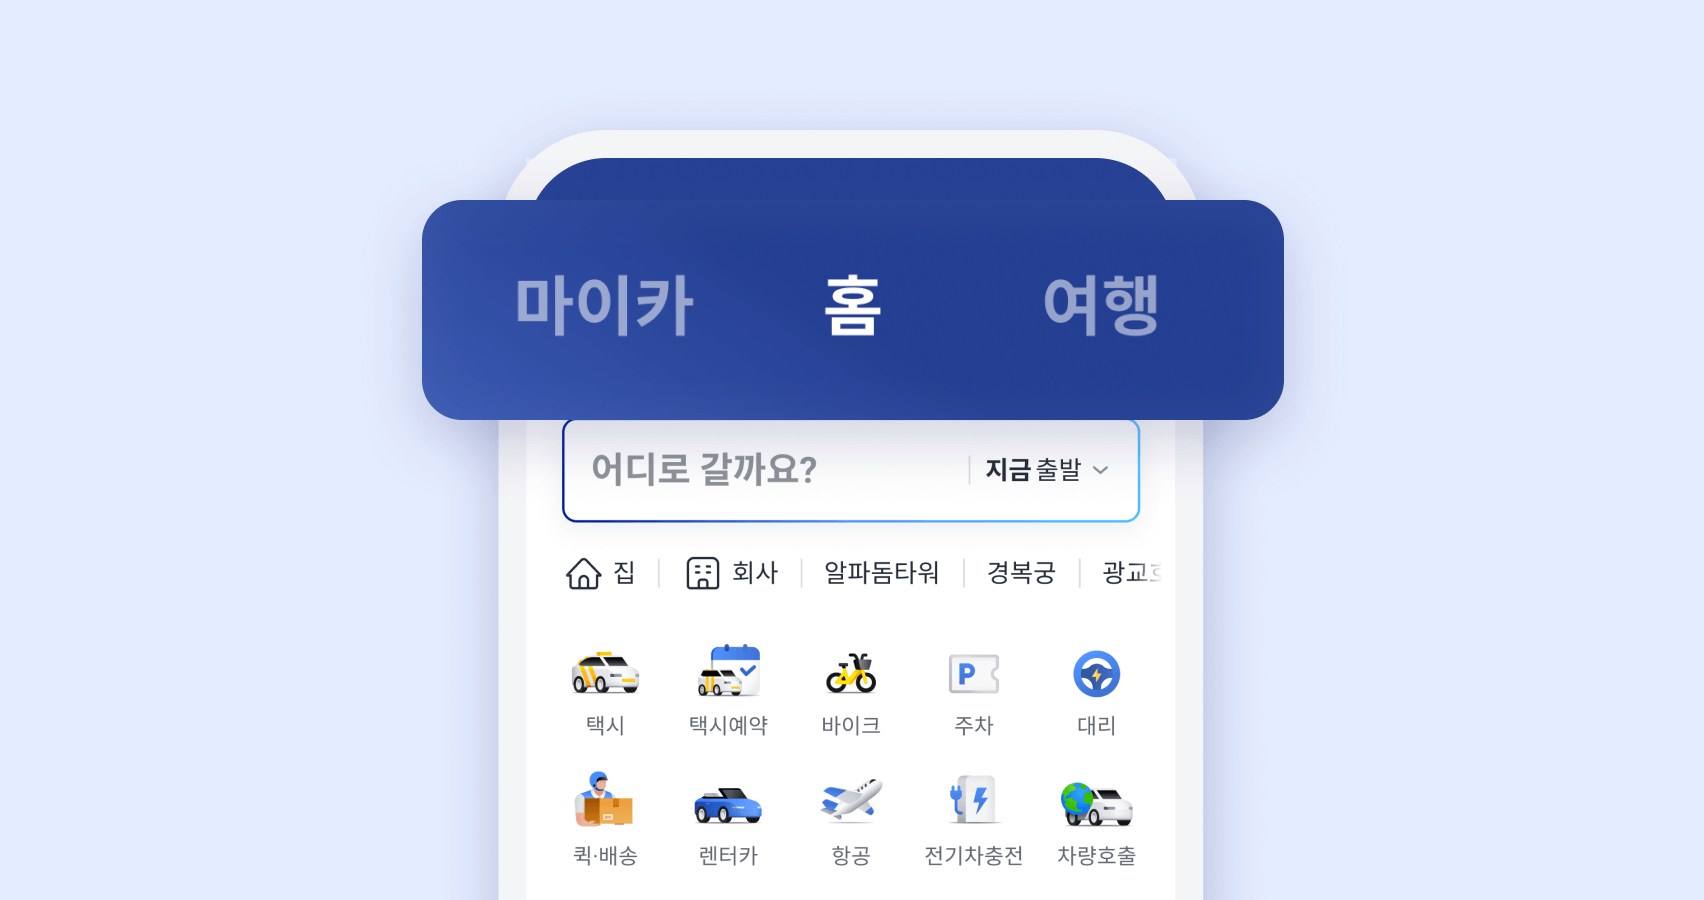 마이카 홈 여행
어디로 갈까요? 지금 출발
집 회사 알파돔타워 경복궁 광교
P
택시 택시예약 바이크 주차 대리
퀵·배송 렌터카 항공 전기차충전 차량호출